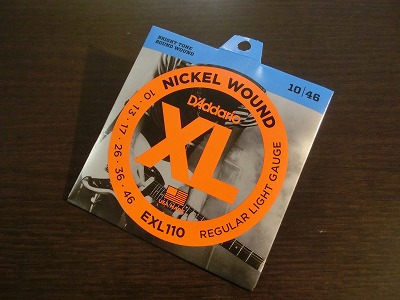 BRIGHT TONE
ROUND WOUND
10/46
NICKEL WOUND
D'Addario
XL
10 · 13 · 17 · 26 · 36 · 46
EXL110
REGULAR LIGHT GAUGE